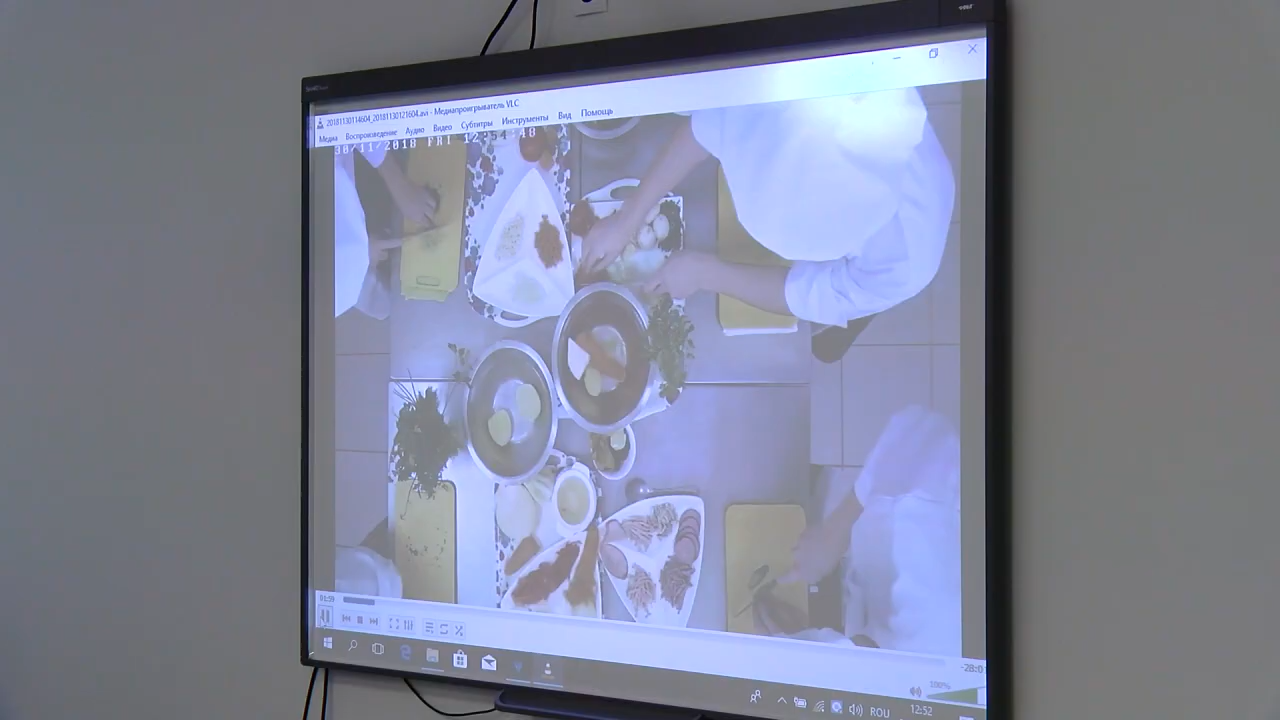 20181130114604_20181130121604.avi - Медиапроигрыватель VLC
Медиа Воспроизведение Аудио Видео Субтитры Инструменты Вид Помощь
30/11/2018 FRI 12:54:48
100%
ROU
12:52